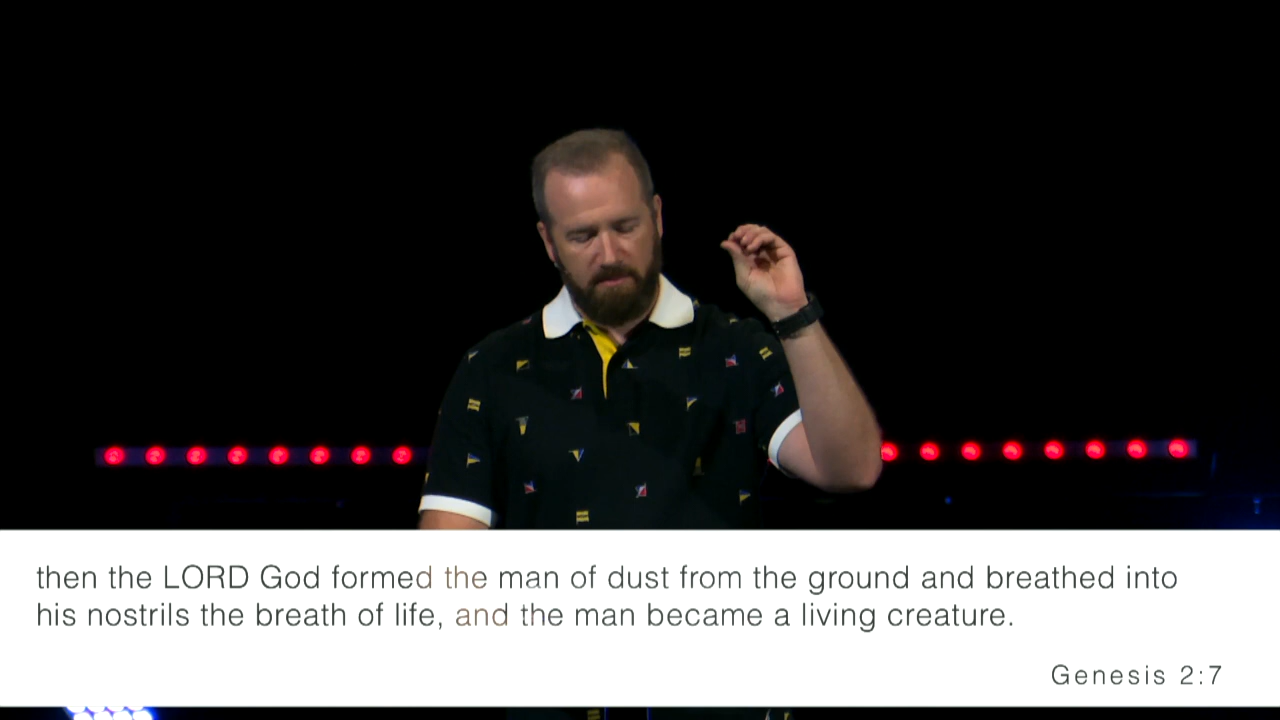 then the LORD God formed the man of dust from the ground and breathed into
his nostrils the breath of life, and the man became a living creature.
Genesis 2:7